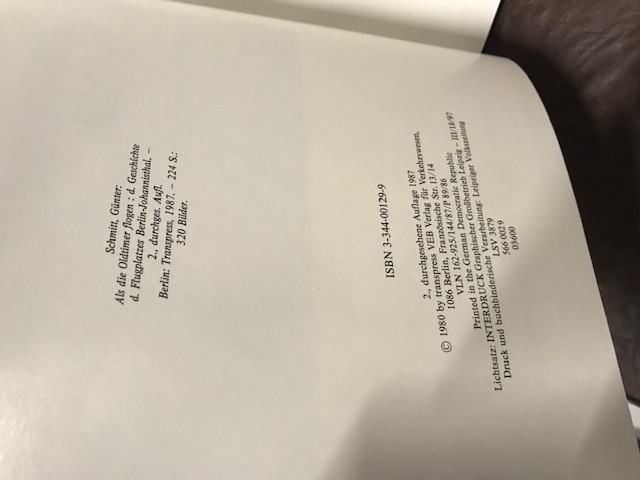 Schmitt, Günter:
Als die Oldtimer flogen : d. Geschichte
d. Flugplatzes Berlin-Johannisthal. –
2., durchges. Aufl.
Berlin: Transpress, 1987. – 224 S.:
320 Bilder.
ISBN 3-344-00129-9
2., durchgesehene Auflage 1987
© 1980 by transpress VEB Verlag für Verkehrswesen,
1086 Berlin, Französische Str. 13/14
VLN 162-925/144/87/P 89/86
Printed in the German Democratic Republic
Lichtsatz: INTERDRUCK Graphischer Großbetrieb Leipzig – III/18/97
Druck und buchbinderische Verarbeitung: Leipziger Volkszeitung
LSV 3879
566 602 9
03600